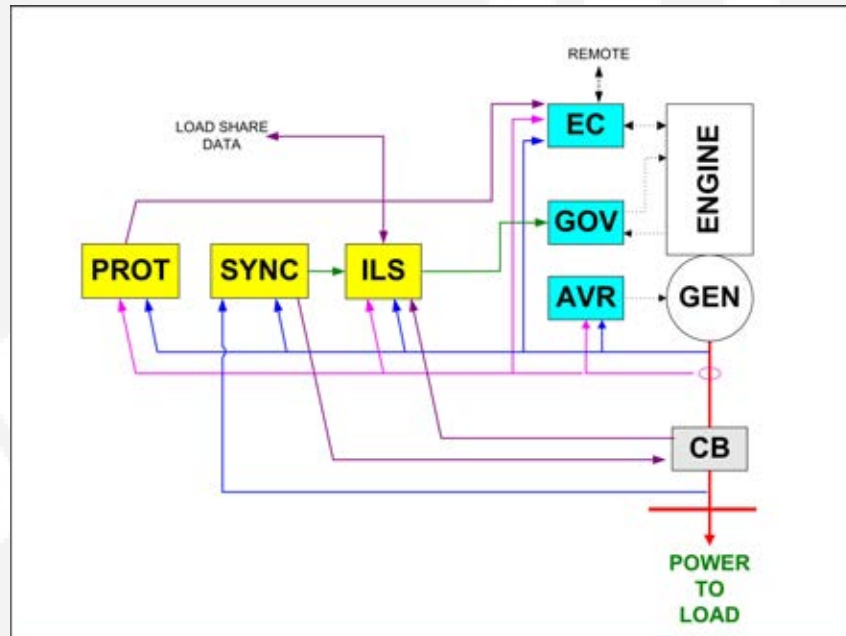 REMOTE
EC
LOAD SHARE
DATA
ENGINE
GOV
PROT
SYNC
ILS
AVR
GEN
CB
POWER
TO
LOAD